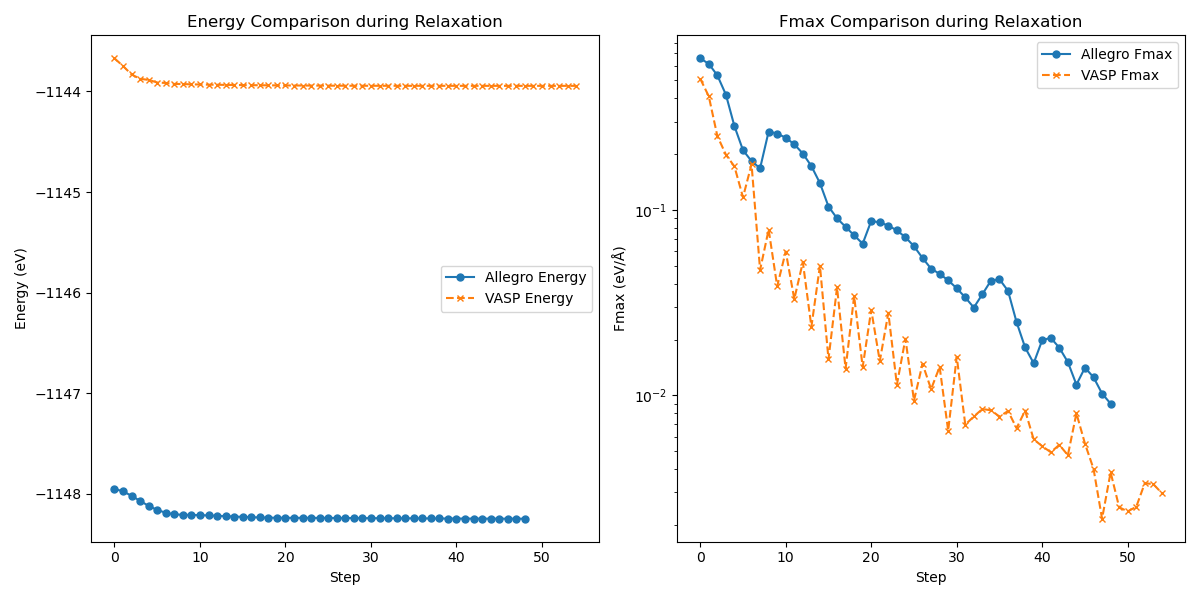 Energy Comparison during Relaxation
Energy (eV)
−1144
−1145
−1146
−1147
−1148
Allegro Energy
VASP Energy
0 10 20 30 40 50
Step
Fmax Comparison during Relaxation
Fmax (eV/Å)
10⁻¹
10⁻²
Allegro Fmax
VASP Fmax
0 10 20 30 40 50
Step